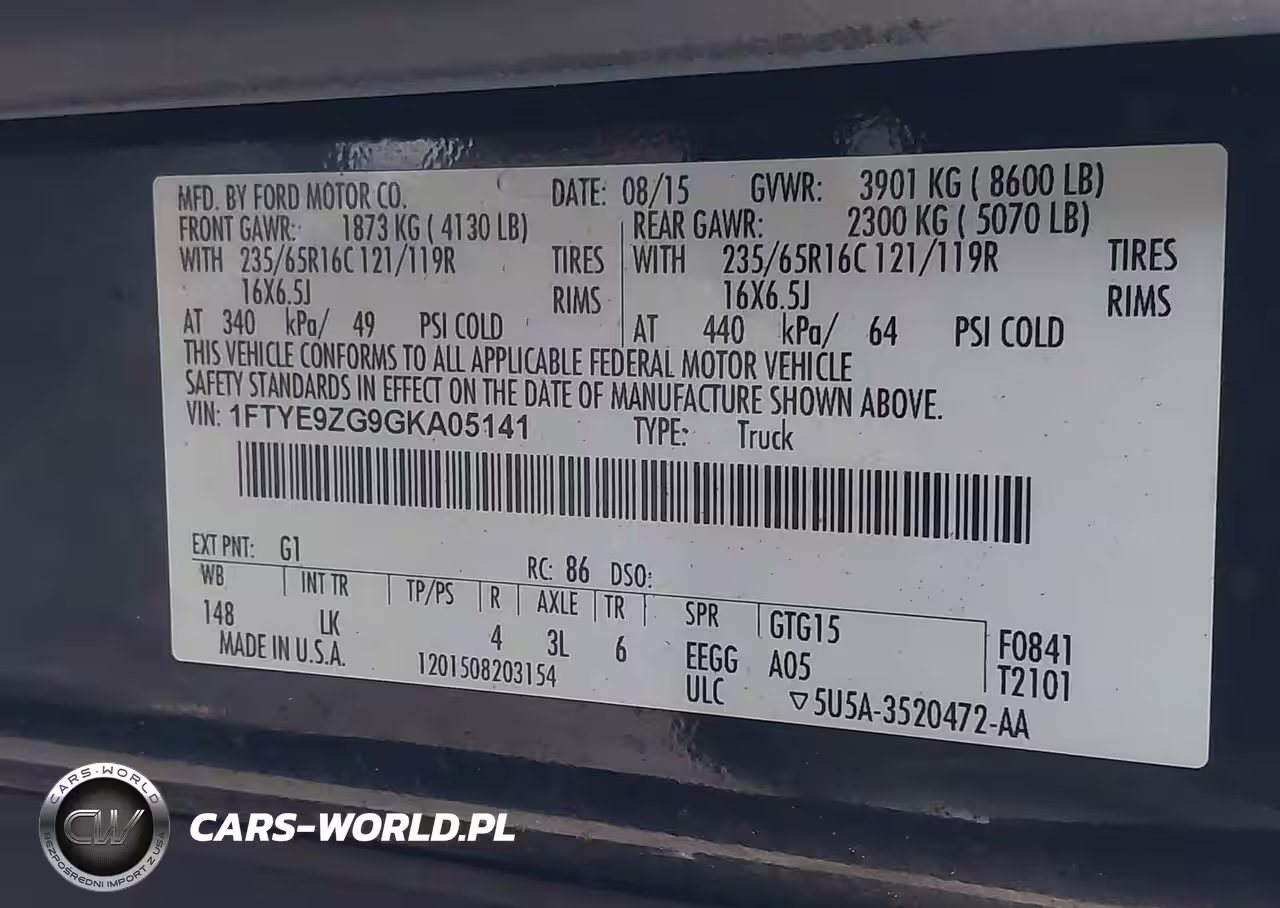 MFD. BY FORD MOTOR CO. DATE: 08/15 GVWR: 3901 KG ( 8600 LB)
FRONT GAWR: 1873 KG ( 4130 LB) REAR GAWR: 2300 KG ( 5070 LB)
WITH 235/65R16C 121/119R TIRES WITH 235/65R16C 121/119R TIRES
16X6.5J RIMS 16X6.5J RIMS
AT 340 kPa/ 49 PSI COLD AT 440 kPa/ 64 PSI COLD
THIS VEHICLE CONFORMS TO ALL APPLICABLE FEDERAL MOTOR VEHICLE
SAFETY STANDARDS IN EFFECT ON THE DATE OF MANUFACTURE SHOWN ABOVE.
VIN: 1FTYE9ZG9GKA05141 TYPE: Truck
EXT PNT: G1 RC: 86 DSO:
WB INT TR TP/PS R AXLE TR SPR GTG15 F0841
148 LK 4 3L 6 EEGG A05 T2101
MADE IN U.S.A. 1201508203154 ULC ▽5U5A-3520472-AA
CARS-WORLD
CW
BEZPOŚREDNI IMPORT Z USA
CARS-WORLD.PL